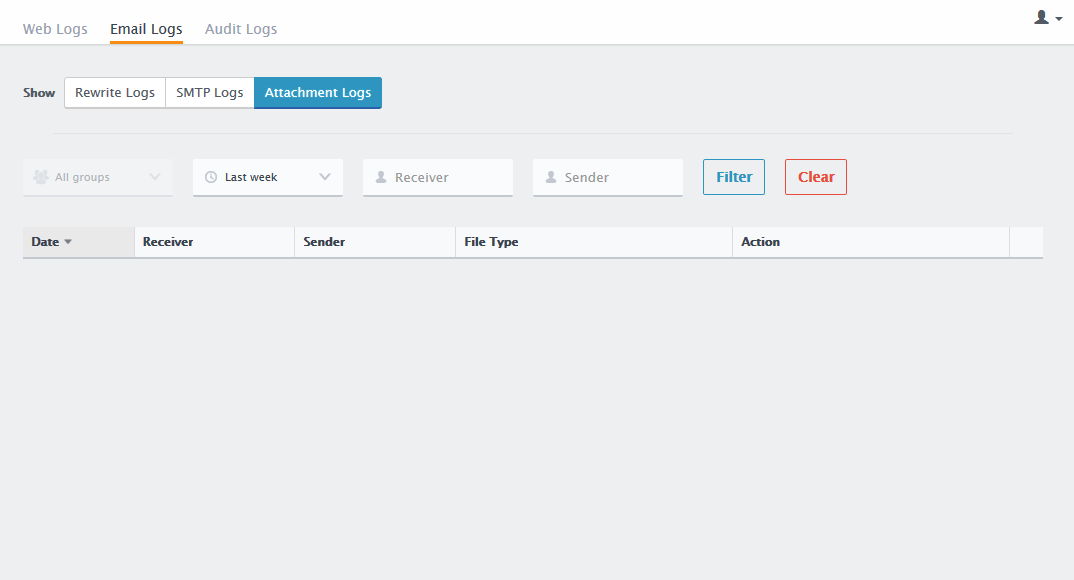 Web Logs Email Logs Audit Logs
Show Rewrite Logs SMTP Logs Attachment Logs
All groups Last week Receiver Sender Filter Clear
Date Receiver Sender File Type Action